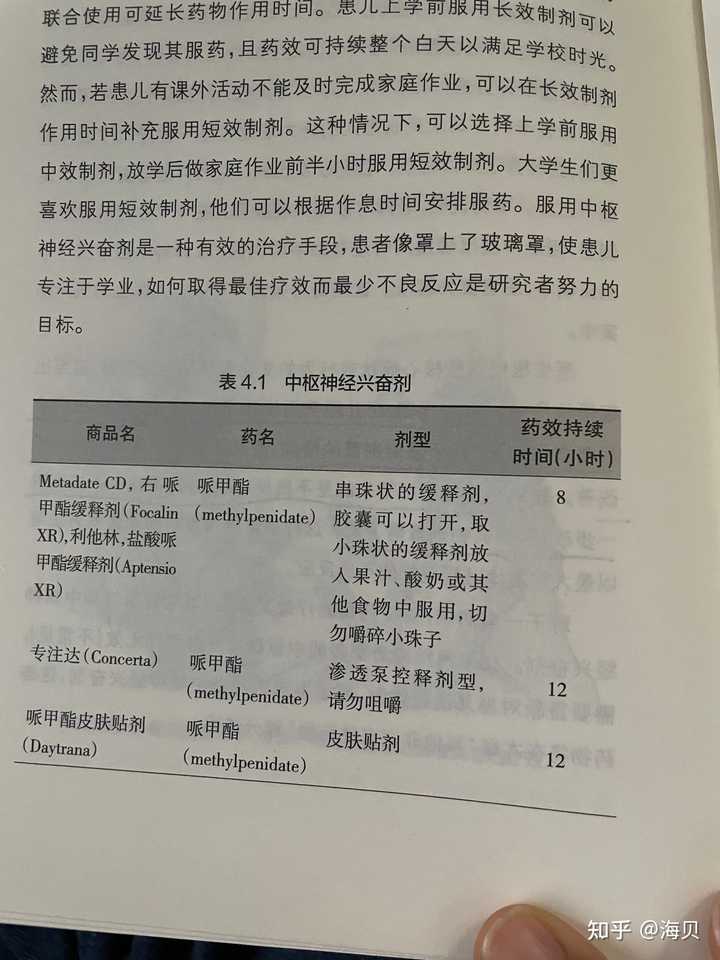 联合使用可延长药物作用时间。患儿上学前服用长效制剂可以
避免同学发现其服药,且药效可持续整个白天以满足学校时光。
然而,若患儿有课外活动不能及时完成家庭作业,可以在长效制剂
作用时间补充服用短效制剂。这种情况下,可以选择上学前服用
中效制剂,放学后做家庭作业前半小时服用短效制剂。大学生们更
喜欢服用短效制剂,他们可以根据作息时间安排服药。服用中枢
神经兴奋剂是一种有效的治疗手段,患者像罩上了玻璃罩,使患儿
专注于学业,如何取得最佳疗效而最少不良反应是研究者努力的
目标。
表 4.1 中枢神经兴奋剂
商品名 药名 剂型 药效持续
时间(小时)
Metadate CD, 右哌 哌甲酯 串珠状的缓释剂, 8
甲酯缓释剂(Focalin (methylpenidate) 胶囊可以打开,取
XR),利他林,盐酸哌 小珠状的缓释剂放
甲酯缓释剂(Aptensio 入果汁、酸奶或其
XR) 他食物中服用,切
勿嚼碎小珠子
专注达(Concerta) 哌甲酯 渗透泵控释剂型, 12
(methylpenidate) 请勿咀嚼
哌甲酯皮肤贴剂 哌甲酯 皮肤贴剂 12
(Daytrana) (methylpenidate)
知乎 @海贝